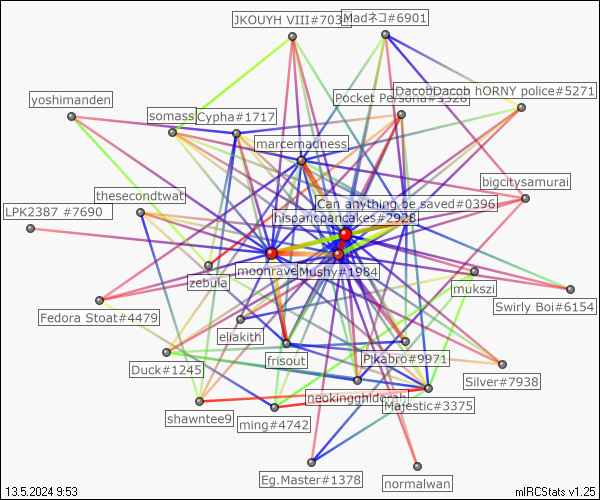 JKOUYH VIII#703
Madネコ#6901
DacobDacob hORNY police#5271
Pocket Persona#3328
yoshimanden
somass
Cypha#1717
marcemadness
bigcitysamurai
thesecondtwat
Can anything be saved#0396
LPK2387 #7690
hispancpancakes#2928
moonrave
Mushy#1984
zebula
mukszi
Fedora Stoat#4479
Swirly Boi#6154
eliakith
frisout
Pikabro#9971
Duck#1245
Silver#7938
neokingghidorah
Majestic#3375
shawntee9
ming#4742
Eg.Master#1378
normalwan
13.5.2024 9:53
mIRCStats v1.25